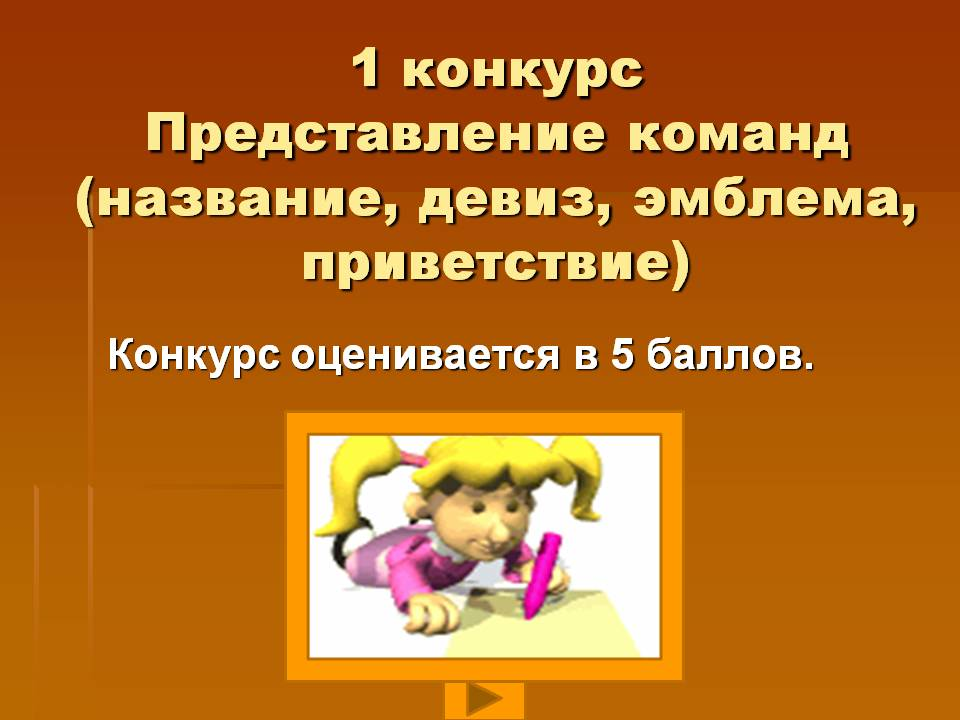 1 конкурс
Представление команд
(название, девиз, эмблема,
приветствие)
Конкурс оценивается в 5 баллов.